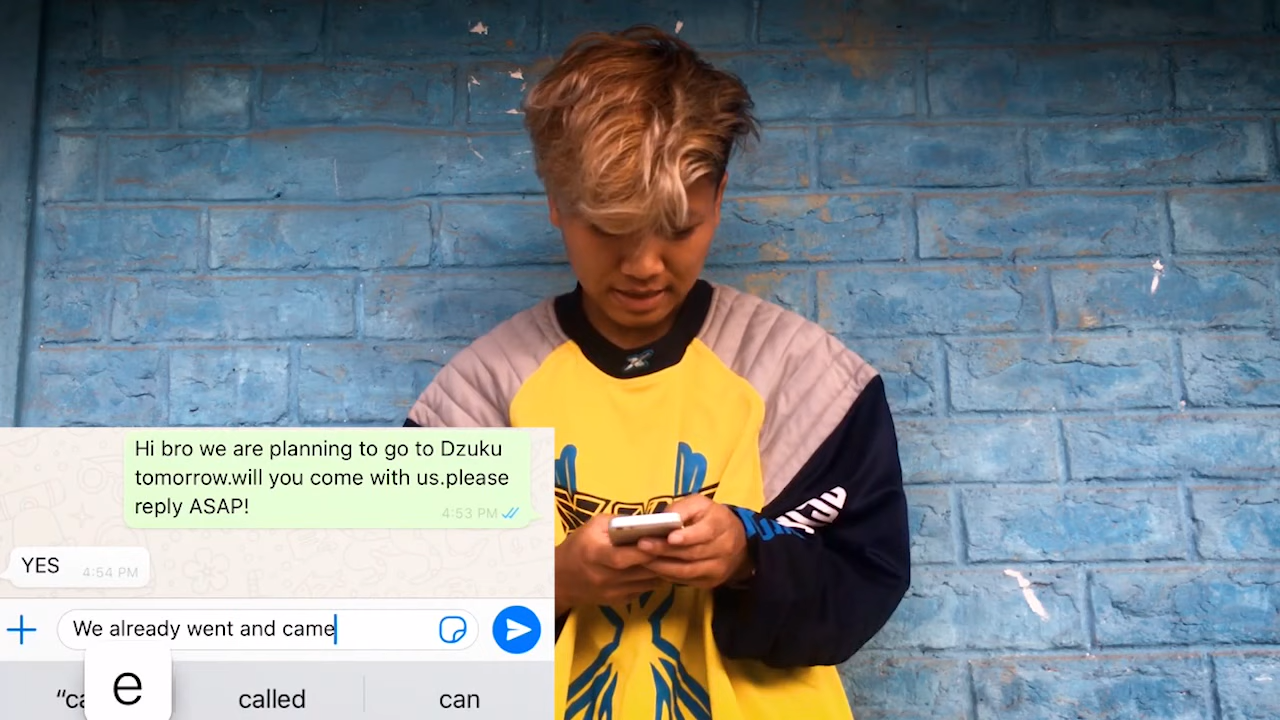 Hi bro we are planning to go to Dzuku
tomorrow.will you come with us.please
reply ASAP!
4:53 PM
YES
4:54 PM
We already went and came
e
called
can